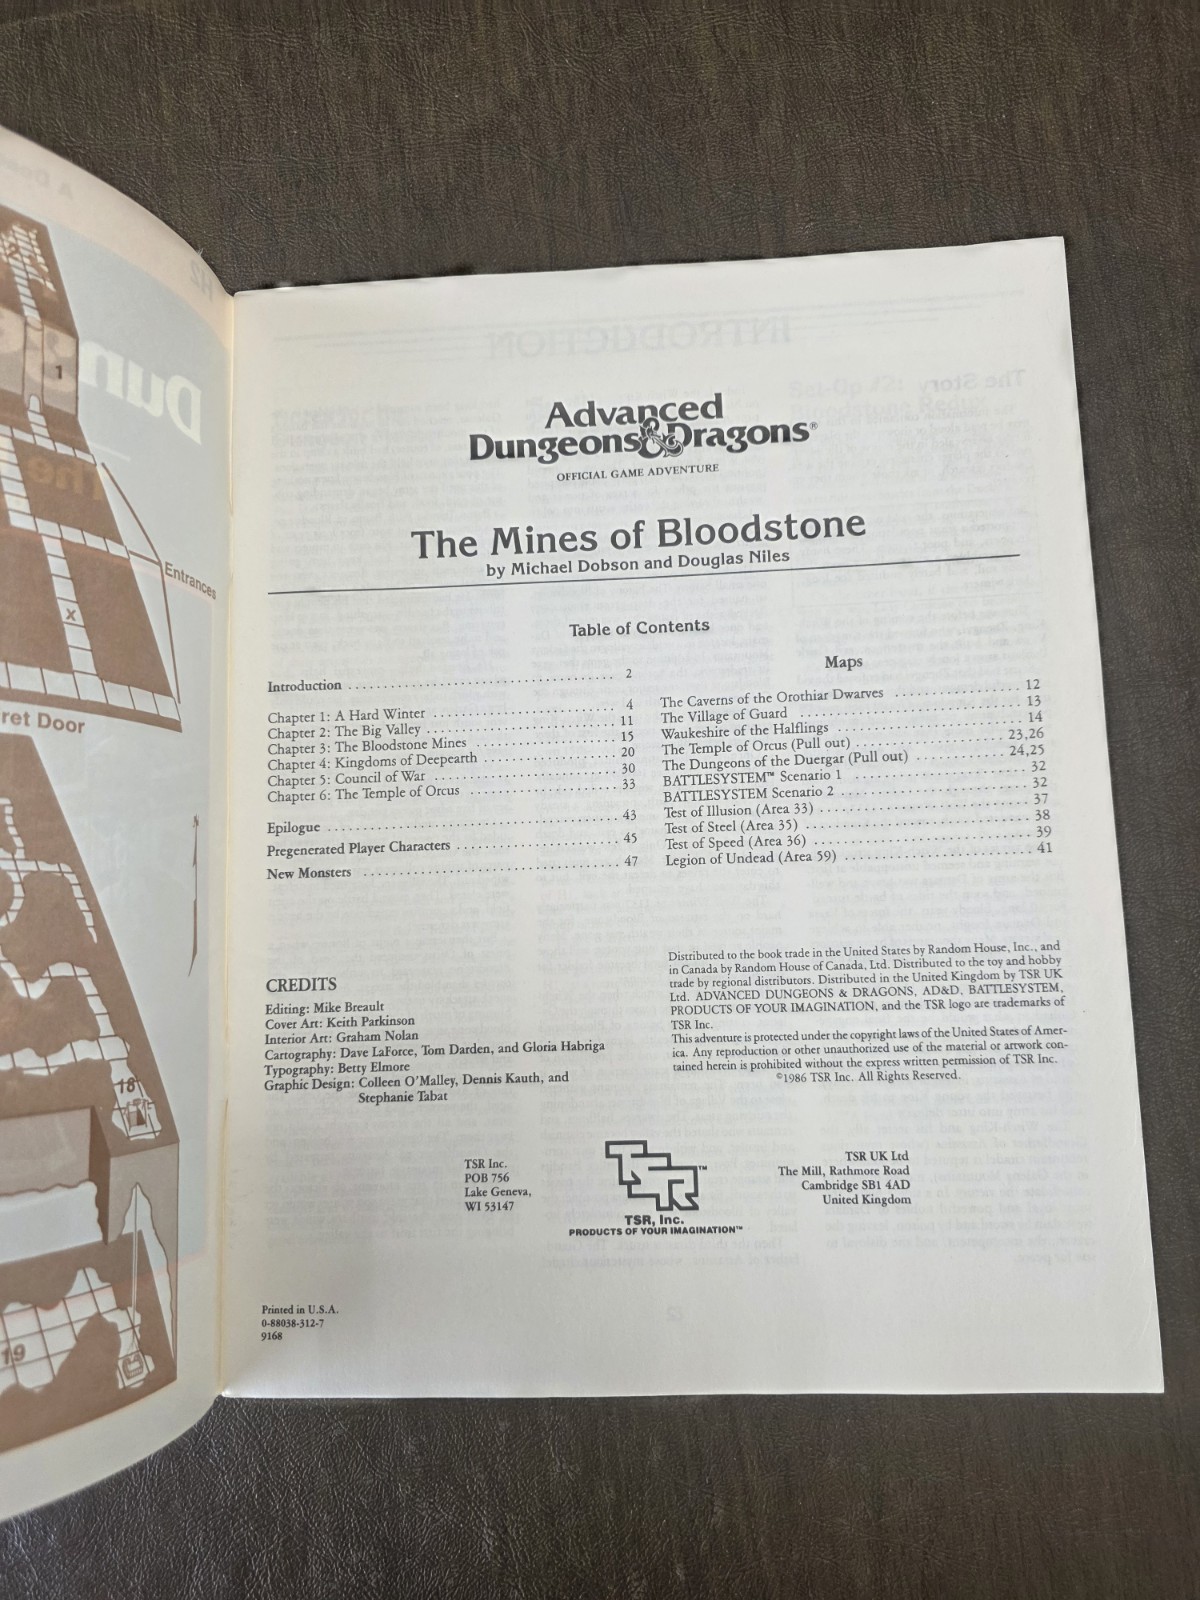 1
Entrances
x
ret Door
18
19
Advanced
Dungeons & Dragons®
OFFICIAL GAME ADVENTURE
The Mines of Bloodstone
by Michael Dobson and Douglas Niles
Table of Contents
Introduction .................................... 2
Chapter 1: A Hard Winter .......................... 4
Chapter 2: The Big Valley ........................... 11
Chapter 3: The Bloodstone Mines .................... 15
Chapter 4: Kingdoms of Deepearth ................... 20
Chapter 5: Council of War ........................... 30
Chapter 6: The Temple of Orcus ..................... 33
Epilogue ........................................ 43
Pregenerated Player Characters ....................... 45
New Monsters .................................... 47
Maps
The Caverns of the Orothiar Dwarves .................. 12
The Village of Guard ................................ 13
Waukeshire of the Halflings ........................... 14
The Temple of Orcus (Pull out) ...................... 23,26
The Dungeons of the Duergar (Pull out) ............. 24,25
BATTLESYSTEM™ Scenario 1 ......................... 32
BATTLESYSTEM Scenario 2 .......................... 32
Test of Illusion (Area 33) ............................. 37
Test of Steel (Area 35) ............................... 38
Test of Speed (Area 36) .............................. 39
Legion of Undead (Area 59) .......................... 41
CREDITS
Editing: Mike Breault
Cover Art: Keith Parkinson
Interior Art: Graham Nolan
Cartography: Dave LaForce, Tom Darden, and Gloria Habriga
Typography: Betty Elmore
Graphic Design: Colleen O'Malley, Dennis Kauth, and
Stephanie Tabat
Distributed to the book trade in the United States by Random House, Inc., and
in Canada by Random House of Canada, Ltd. Distributed to the toy and hobby
trade by regional distributors. Distributed in the United Kingdom by TSR UK
Ltd. ADVANCED DUNGEONS & DRAGONS, AD&D, BATTLESYSTEM,
PRODUCTS OF YOUR IMAGINATION, and the TSR logo are trademarks of
TSR Inc.
This adventure is protected under the copyright laws of the United States of Amer-
ica. Any reproduction or other unauthorized use of the material or artwork con-
tained herein is prohibited without the express written permission of TSR Inc.
©1986 TSR Inc. All Rights Reserved.
TSR Inc.
POB 756
Lake Geneva,
WI 53147
TSR™
TSR, Inc.
PRODUCTS OF YOUR IMAGINATION™
TSR UK Ltd
The Mill, Rathmore Road
Cambridge SB1 4AD
United Kingdom
Printed in U.S.A.
0-88038-312-7
9168